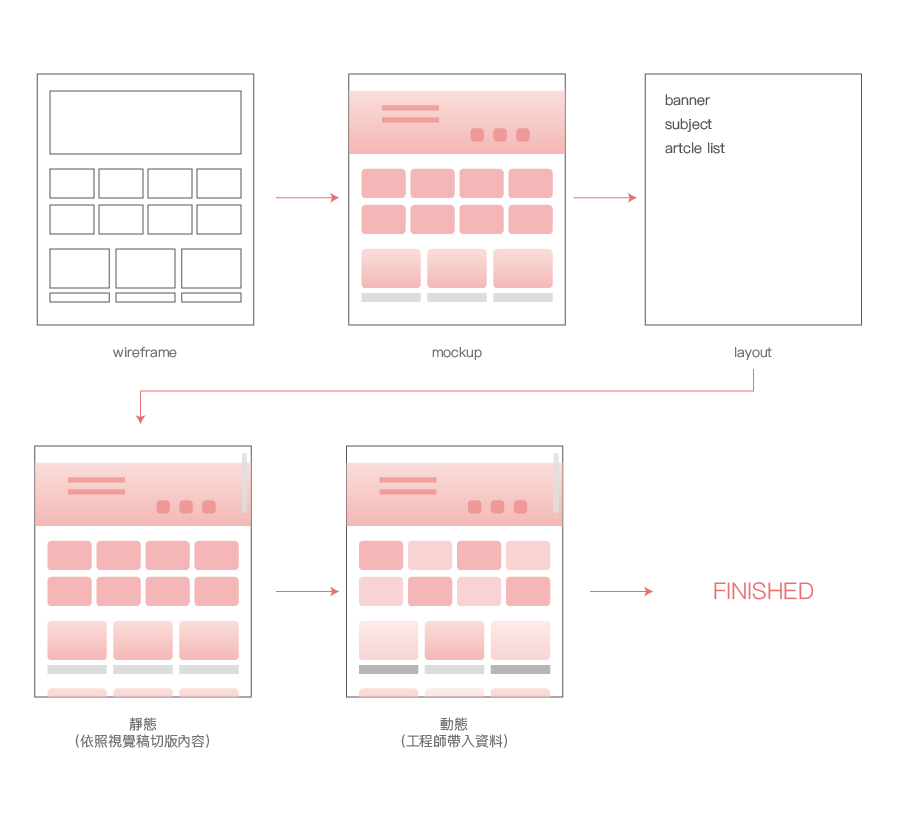 banner
subject
artcle list
wireframe
mockup
layout
FINISHED
靜態
(依照視覺稿切版內容)
動態
(工程師帶入資料)